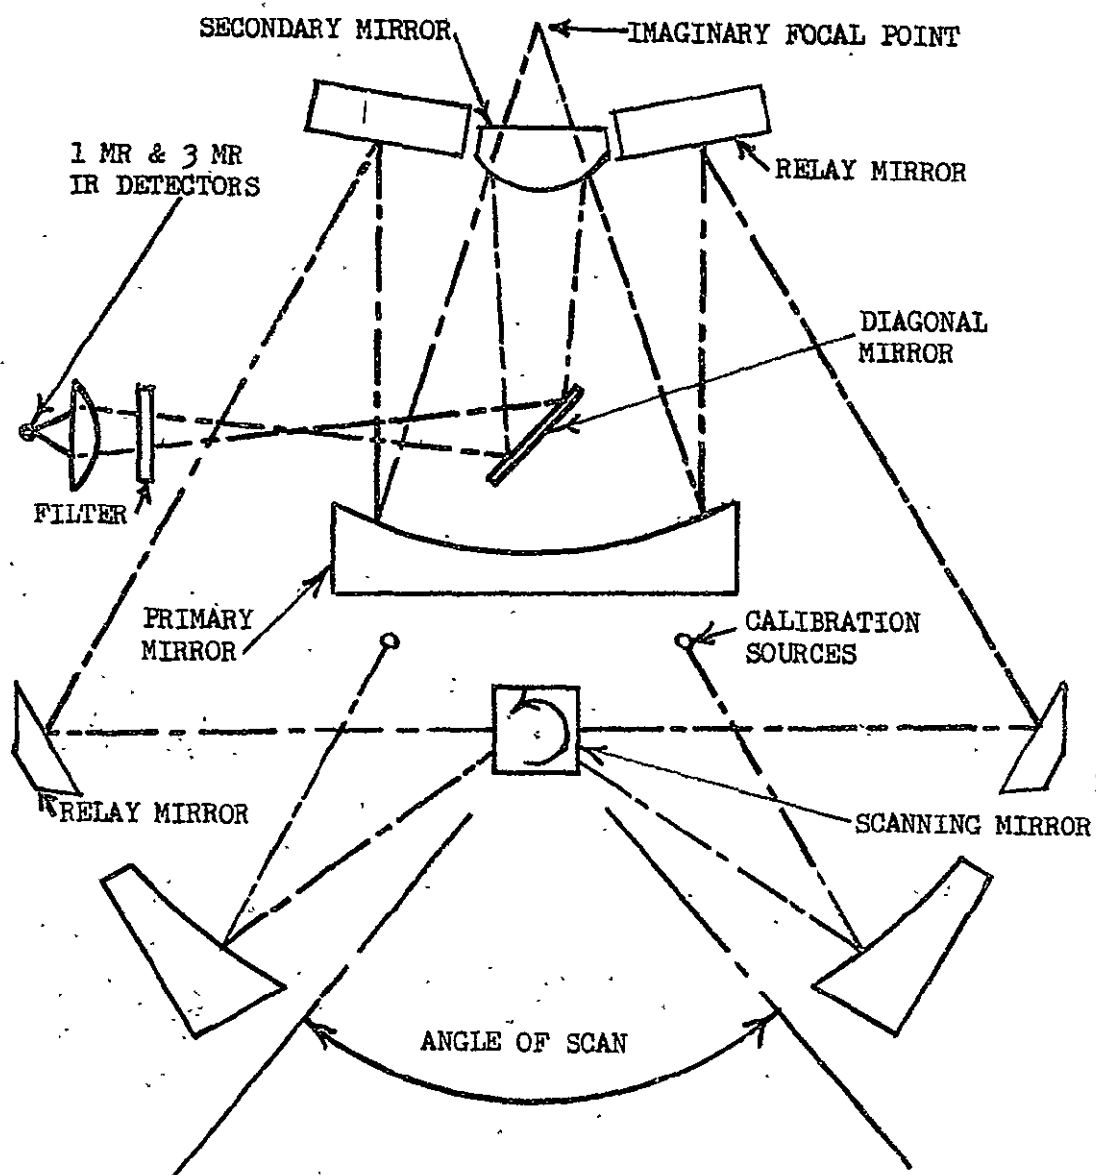 SECONDARY MIRROR
IMAGINARY FOCAL POINT
1 MR & 3 MR
IR DETECTORS
RELAY MIRROR
DIAGONAL
MIRROR
FILTER
PRIMARY
MIRROR
CALIBRATION
SOURCES
RELAY MIRROR
SCANNING MIRROR
ANGLE OF SCAN